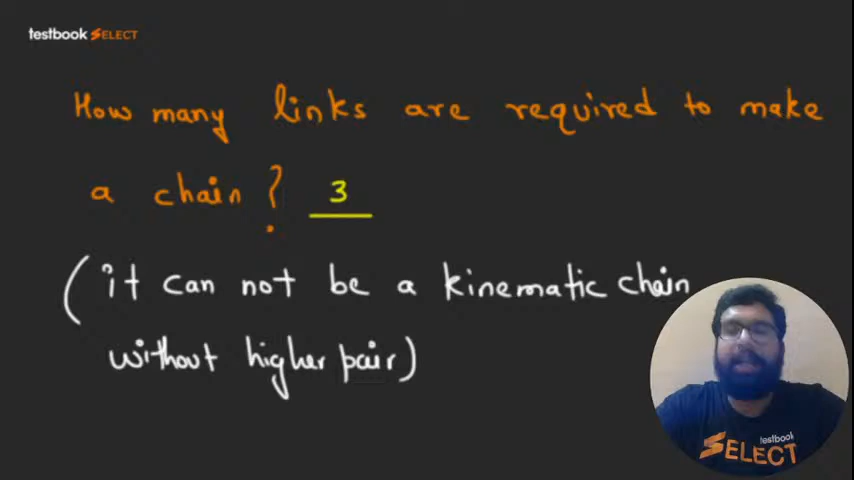 testbook SELECT
How many links are required to make
a chain? 3
(it can not be a kinematic chain
without higher pair)
testbook
SELECT